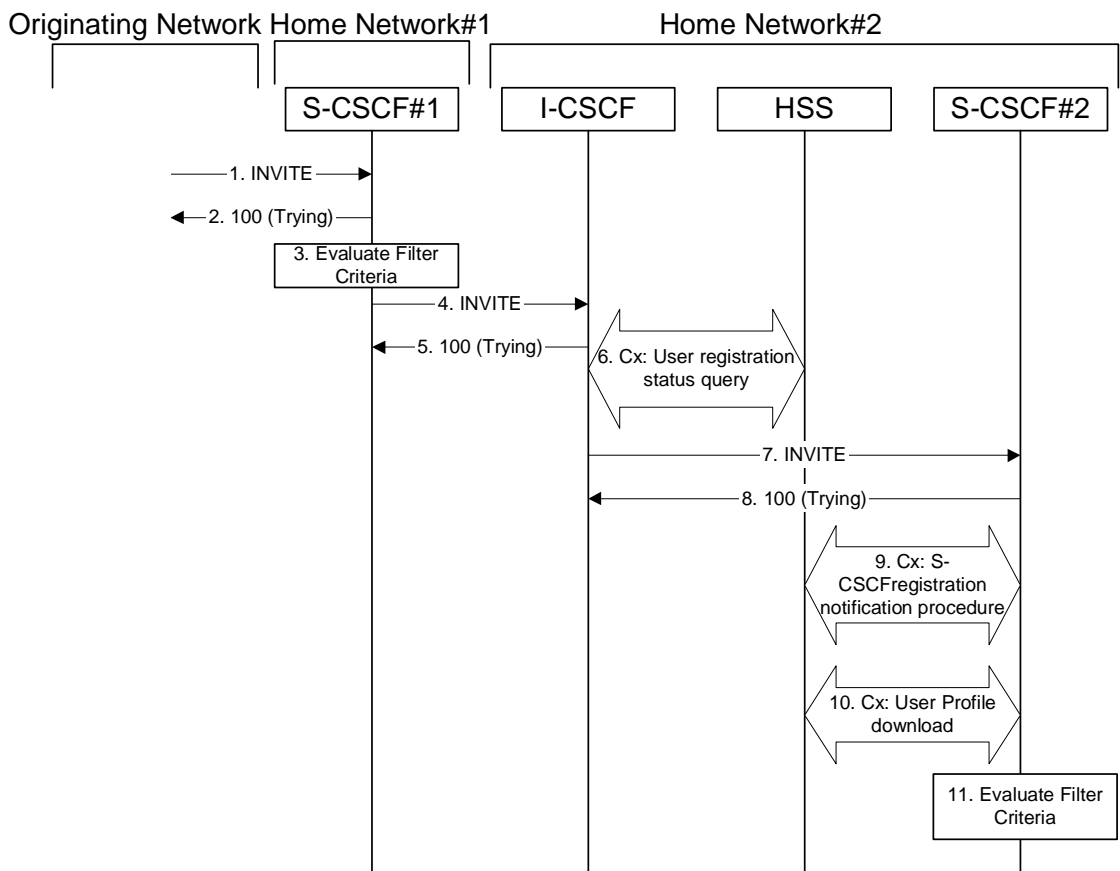 Originating Network Home Network#1 Home Network#2
S-CSCF#1 I-CSCF HSS S-CSCF#2
1. INVITE
2. 100 (Trying)
3. Evaluate Filter
Criteria
4. INVITE
5. 100 (Trying)
6. Cx: User registration
status query
7. INVITE
8. 100 (Trying)
9. Cx: S-
CSCFregistration
notification procedure
10. Cx: User Profile
download
11. Evaluate Filter
Criteria